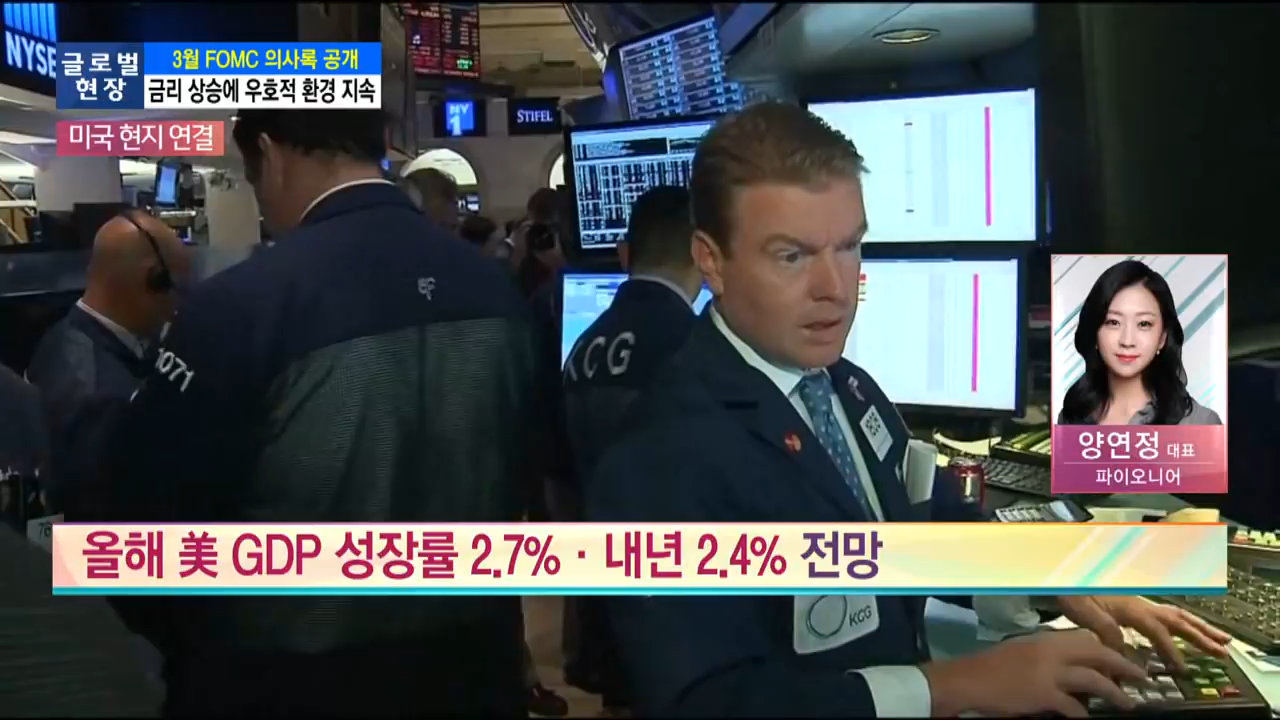 NYSE
글로벌
현장
3월 FOMC 의사록 공개
금리 상승에 우호적 환경 지속
미국 현지 연결
NY
1
STIFEL
1071
KCG
양연정 대표
파이오니어
올해 美 GDP 성장률 2.7%·내년 2.4% 전망
KCG